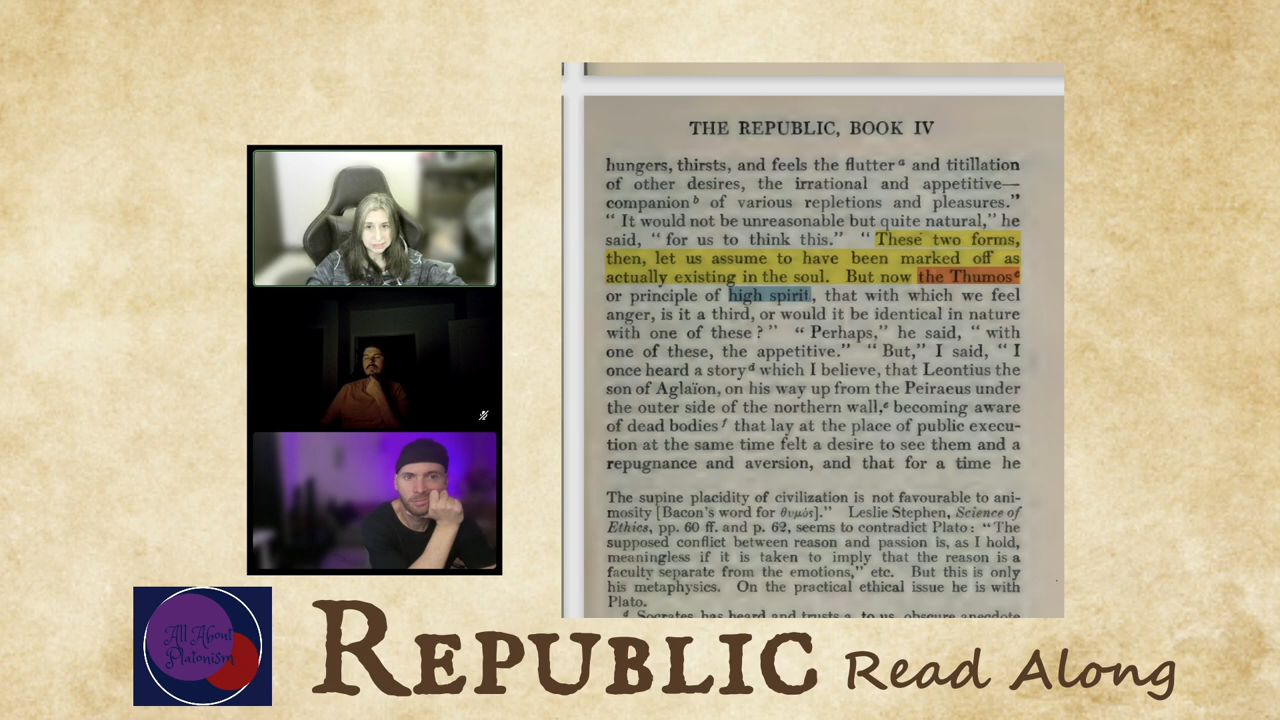 THE REPUBLIC, BOOK IV
hungers, thirsts, and feels the flutter ᵃ and titillation
of other desires, the irrational and appetitive—
companion ᵇ of various repletions and pleasures.”
“ It would not be unreasonable but quite natural,” he
said, “ for us to think this.” “ These two forms,
then, let us assume to have been marked off as
actually existing in the soul. But now the Thumos ᶜ
or principle of high spirit, that with which we feel
anger, is it a third, or would it be identical in nature
with one of these ? ” “ Perhaps,” he said, “ with
one of these, the appetitive.” “ But,” I said, “ I
once heard a story ᵈ which I believe, that Leontius the
son of Aglaïon, on his way up from the Peiraeus under
the outer side of the northern wall,ᵉ becoming aware
of dead bodies ᶠ that lay at the place of public execu-
tion at the same time felt a desire to see them and a
repugnance and aversion, and that for a time he
The supine placidity of civilization is not favourable to ani-
mosity [Bacon’s word for θυμός].” Leslie Stephen, Science of
Ethics, pp. 60 ff. and p. 62, seems to contradict Plato : “ The
supposed conflict between reason and passion is, as I hold,
meaningless if it is taken to imply that the reason is a
faculty separate from the emotions,” etc. But this is only
his metaphysics. On the practical ethical issue he is with
Plato.
ᵈ Socrates has heard and trusts a, to us, obscure anecdote
All About
Platonism
REPUBLIC Read Along